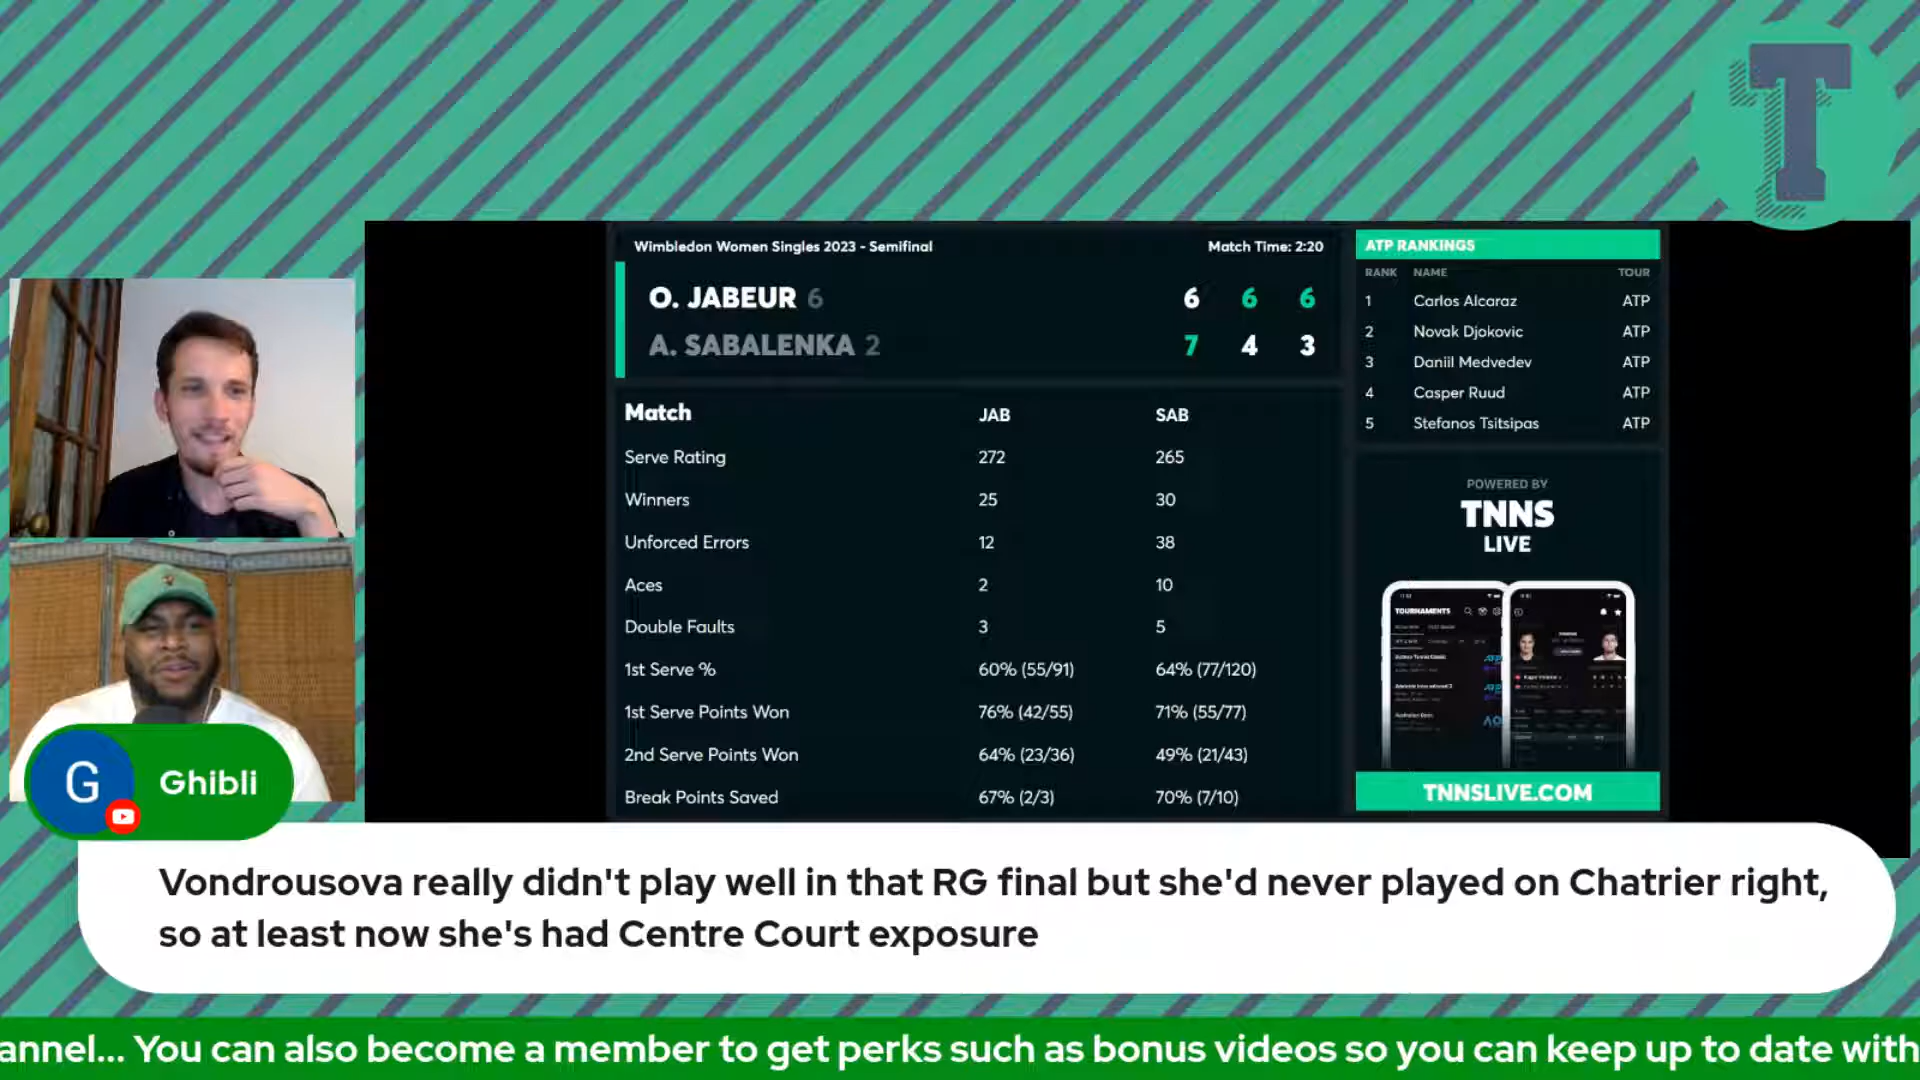 T
Wimbledon Women Singles 2023 - Semifinal
Match Time: 2:20
O. JABEUR 6 6 6 6
A. SABALENKA 2 7 4 3
Match JAB SAB
Serve Rating 272 265
Winners 25 30
Unforced Errors 12 38
Aces 2 10
Double Faults 3 5
1st Serve % 60% (55/91) 64% (77/120)
1st Serve Points Won 76% (42/55) 71% (55/77)
2nd Serve Points Won 64% (23/36) 49% (21/43)
Break Points Saved 67% (2/3) 70% (7/10)
ATP RANKINGS
RANK NAME TOUR
1 Carlos Alcaraz ATP
2 Novak Djokovic ATP
3 Daniil Medvedev ATP
4 Casper Ruud ATP
5 Stefanos Tsitsipas ATP
POWERED BY
TNNS
LIVE
TOURNAMENTS
TNNSLIVE.COM
G
Ghibli
Vondrousova really didn't play well in that RG final but she'd never played on Chatrier right,
so at least now she's had Centre Court exposure
annel... You can also become a member to get perks such as bonus videos so you can keep up to date with